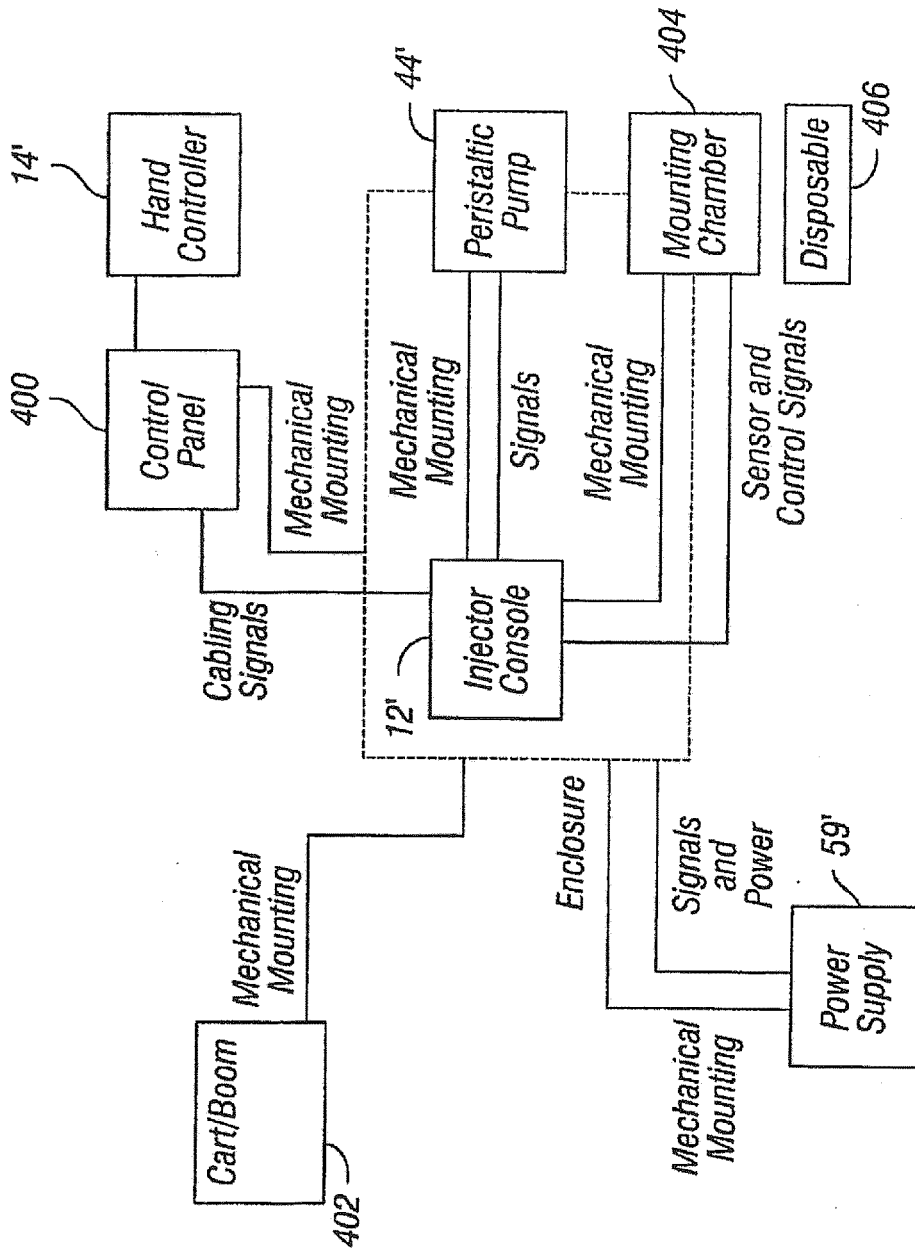 402
Cart/Boom
Mechanical
Mounting
400
Control
Panel
14'
Hand
Controller
Cabling
Signals
Mechanical
Mounting
12'
Injector
Console
Mechanical
Mounting
Signals
44'
Peristaltic
Pump
Mechanical
Mounting
Sensor and
Control Signals
404
Mounting
Chamber
Disposable
406
Enclosure
Signals
and
Power
Mechanical
Mounting
Power
Supply
59'